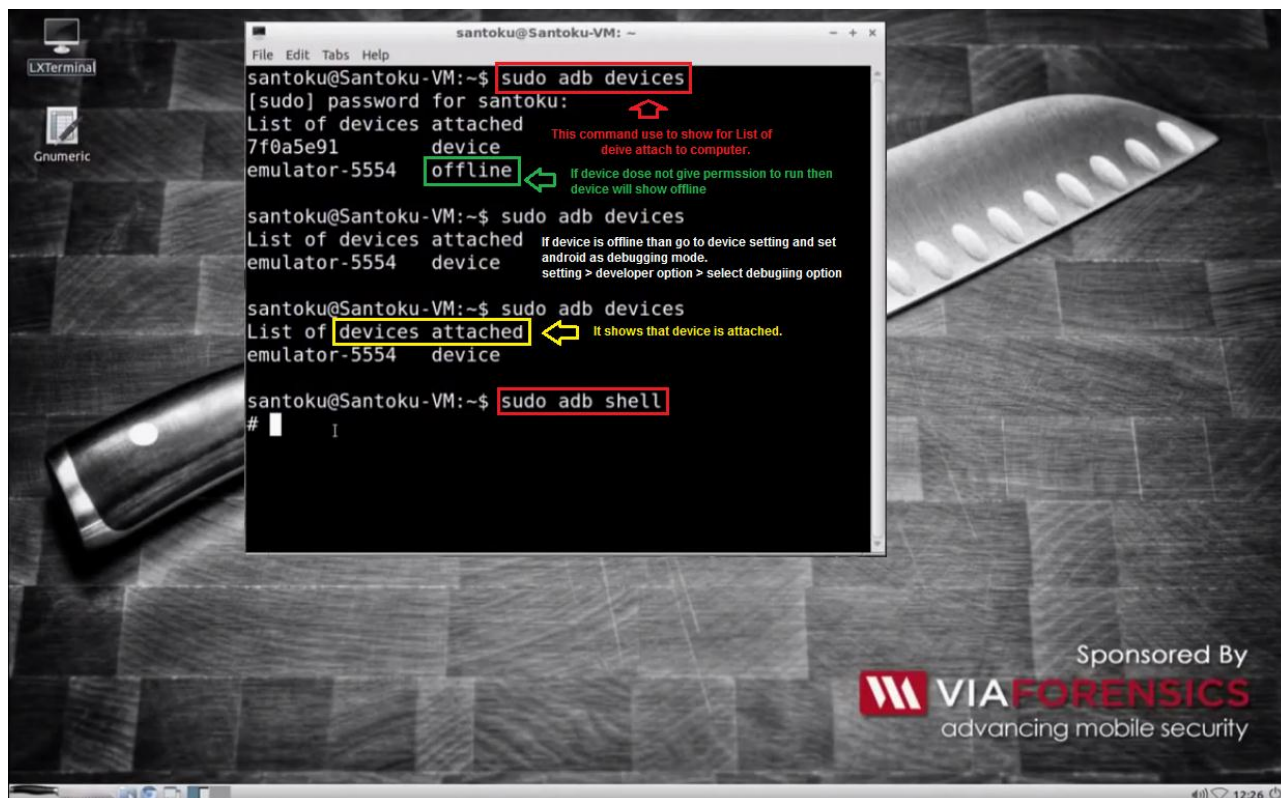 santoku@Santoku-VM: ~
LXTerminal
File Edit Tabs Help
santoku@Santoku-VM:~$ sudo adb devices
[sudo] password for santoku:
List of devices attached
This command use to show for List of
deive attach to computer.
7f0a5e91 device
emulator-5554 offline
If device dose not give permssion to run then
device will show offline
Gnumeric
santoku@Santoku-VM:~$ sudo adb devices
List of devices attached
emulator-5554 device
If device is offline than go to device setting and set
android as debugging mode.
setting > developer option > select debugiing option
santoku@Santoku-VM:~$ sudo adb devices
List of devices attached
It shows that device is attached.
emulator-5554 device
santoku@Santoku-VM:~$ sudo adb shell
#
Sponsored By
VIAFORENSICS
advancing mobile security
12:26